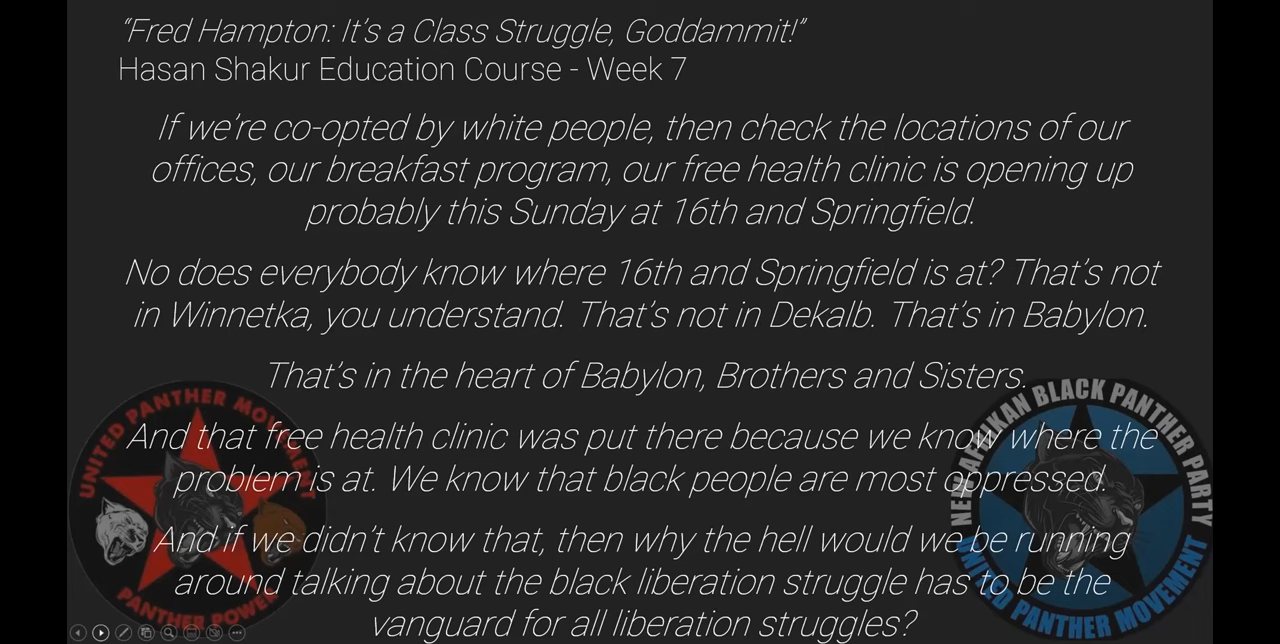 “Fred Hampton: It’s a Class Struggle, Goddammit!”
Hasan Shakur Education Course - Week 7
If we’re co-opted by white people, then check the locations of our
offices, our breakfast program, our free health clinic is opening up
probably this Sunday at 16th and Springfield.
No does everybody know where 16th and Springfield is at? That’s not
in Winnetka, you understand. That’s not in Dekalb. That’s in Babylon.
That’s in the heart of Babylon, Brothers and Sisters.
And that free health clinic was put there because we know where the
problem is at. We know that black people are most oppressed.
And if we didn’t know that, then why the hell would we be running
around talking about the black liberation struggle has to be the
vanguard for all liberation struggles?
UNITED PANTHER MOVEMENT
PANTHER POWER
NEW AFRIKAN BLACK PANTHER PARTY
UNITED PANTHER MOVEMENT